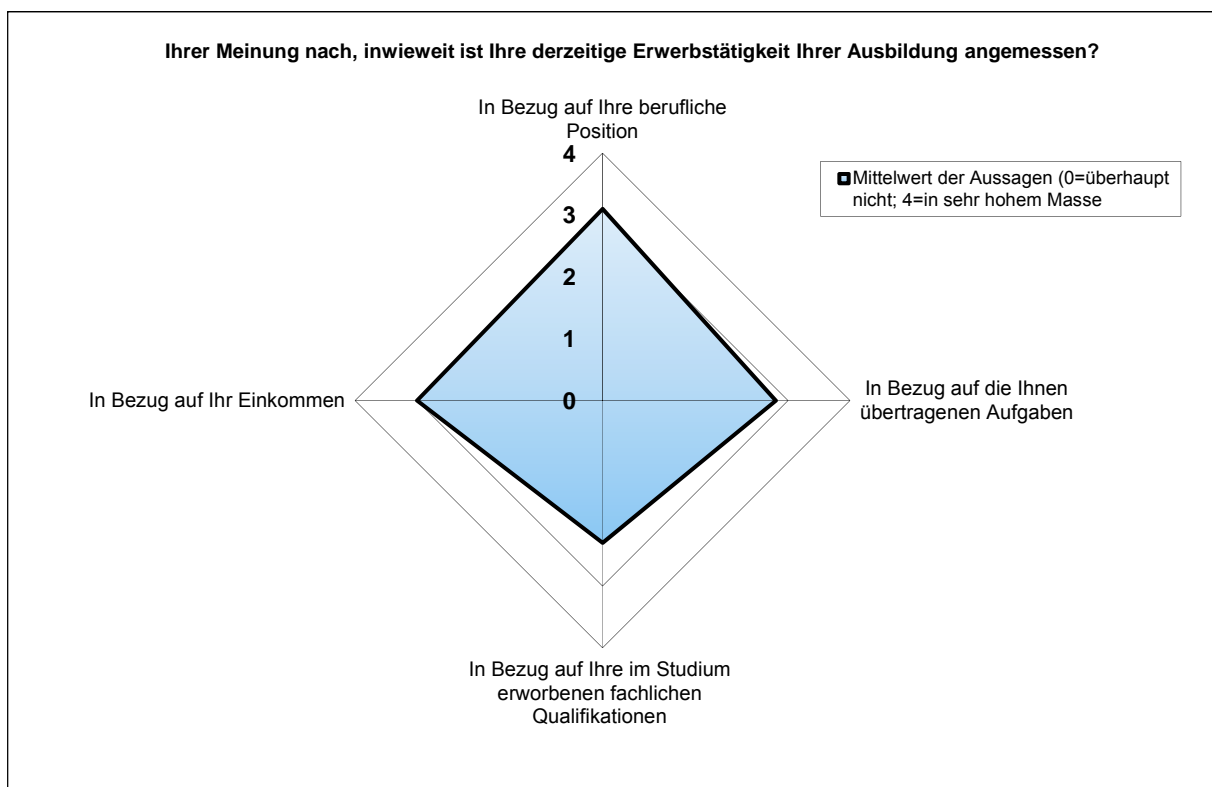 Ihrer Meinung nach, inwieweit ist Ihre derzeitige Erwerbstätigkeit Ihrer Ausbildung angemessen?
In Bezug auf Ihre berufliche
Position
4
3
2
1
0
Mittelwert der Aussagen (0=überhaupt
nicht; 4=in sehr hohem Masse
In Bezug auf Ihr Einkommen
In Bezug auf die Ihnen
übertragenen Aufgaben
In Bezug auf Ihre im Studium
erworbenen fachlichen
Qualifikationen